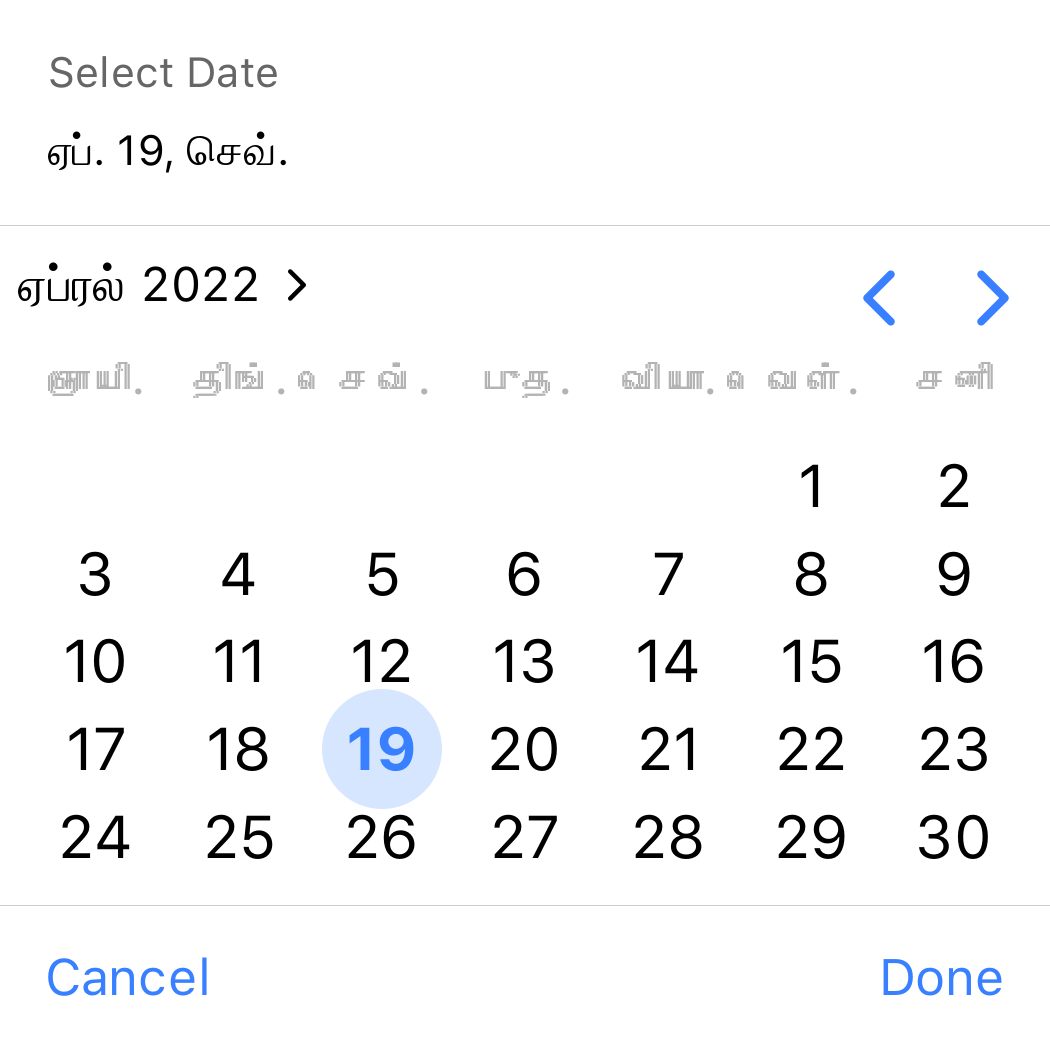 Select Date
ஏப். 19, செவ்.
ஏப்ரல் 2022
ஞாயி. திங். செவ். புத. வியா. வெள். சனி
1 2
3 4 5 6 7 8 9
10 11 12 13 14 15 16
17 18 19 20 21 22 23
24 25 26 27 28 29 30
Cancel Done